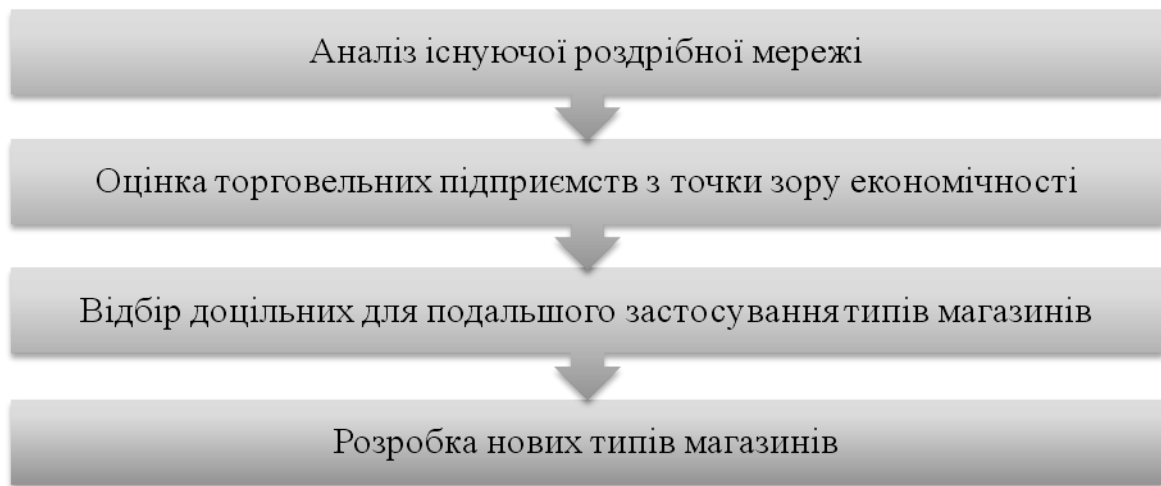 Аналіз існуючої роздрібної мережі
Оцінка торговельних підприємств з точки зору економічності
Відбір доцільних для подальшого застосування типів магазинів
Розробка нових типів магазинів